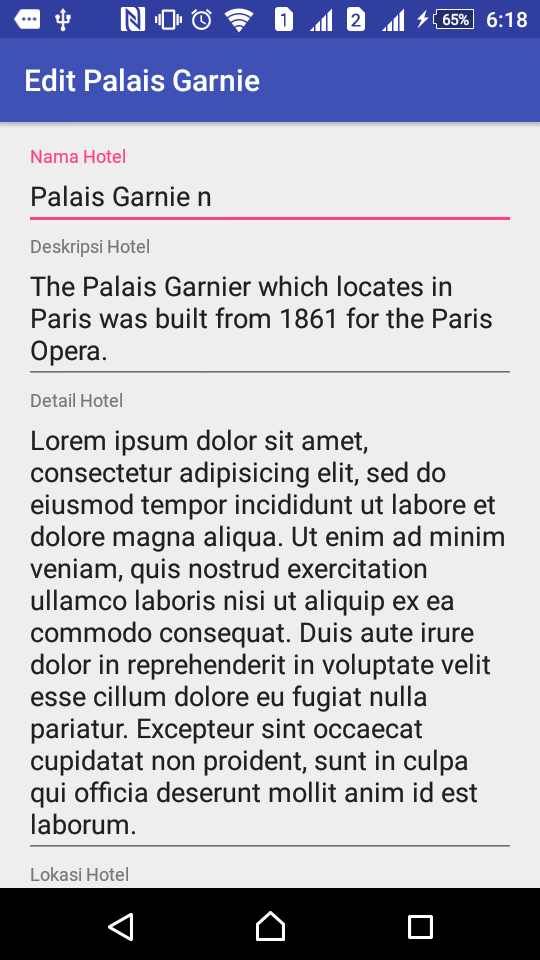 1 2 65% 6:18
Edit Palais Garnie
Nama Hotel
Palais Garnie n
Deskripsi Hotel
The Palais Garnier which locates in
Paris was built from 1861 for the Paris
Opera.
Detail Hotel
Lorem ipsum dolor sit amet,
consectetur adipisicing elit, sed do
eiusmod tempor incididunt ut labore et
dolore magna aliqua. Ut enim ad minim
veniam, quis nostrud exercitation
ullamco laboris nisi ut aliquip ex ea
commodo consequat. Duis aute irure
dolor in reprehenderit in voluptate velit
esse cillum dolore eu fugiat nulla
pariatur. Excepteur sint occaecat
cupidatat non proident, sunt in culpa
qui officia deserunt mollit anim id est
laborum.
Lokasi Hotel